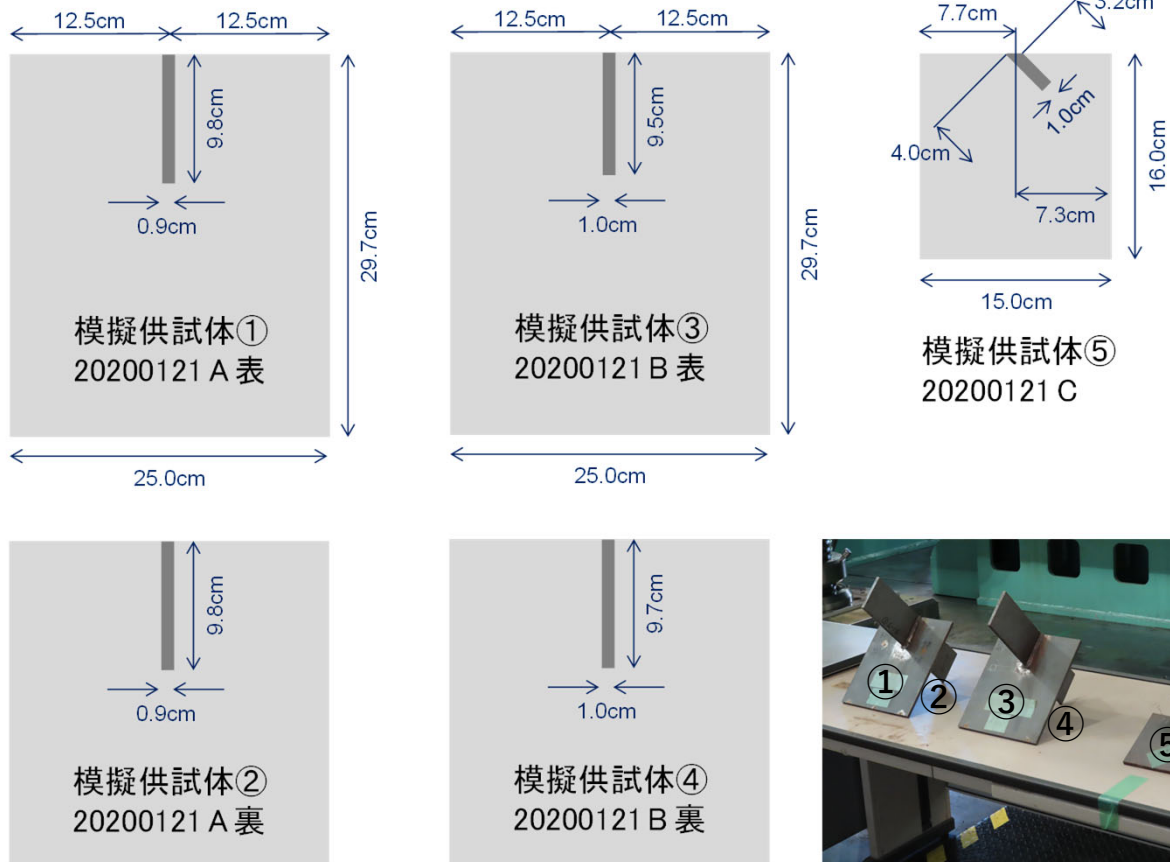 12.5cm
12.5cm
9.8cm
0.9cm
29.7cm
模擬供試体①
20200121 A 表
25.0cm
12.5cm
12.5cm
9.5cm
1.0cm
29.7cm
模擬供試体③
20200121 B 表
25.0cm
7.7cm
3.2cm
1.0cm
4.0cm
16.0cm
7.3cm
15.0cm
模擬供試体⑤
20200121 C
9.8cm
0.9cm
模擬供試体②
20200121 A 裏
9.7cm
1.0cm
模擬供試体④
20200121 B 裏
①
②
③
④
⑤